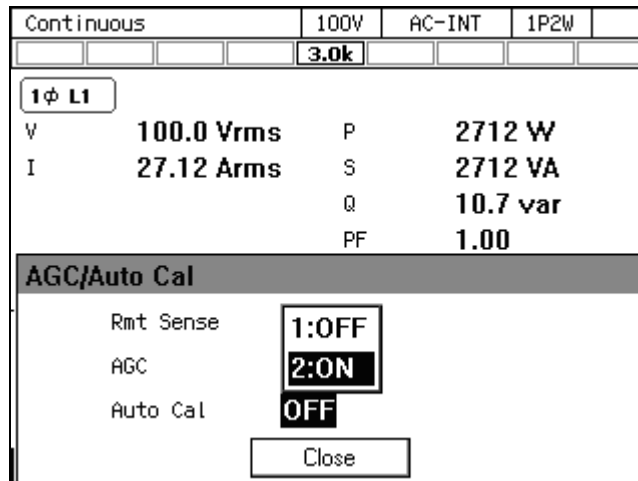 Continuous 100V AC-INT 1P2W
3.0k
1ϕ L1
V 100.0 Vrms P 2712 W
I 27.12 Arms S 2712 VA
Q 10.7 var
PF 1.00
AGC/Auto Cal
Rmt Sense 1:OFF
AGC 2:ON
Auto Cal OFF
Close